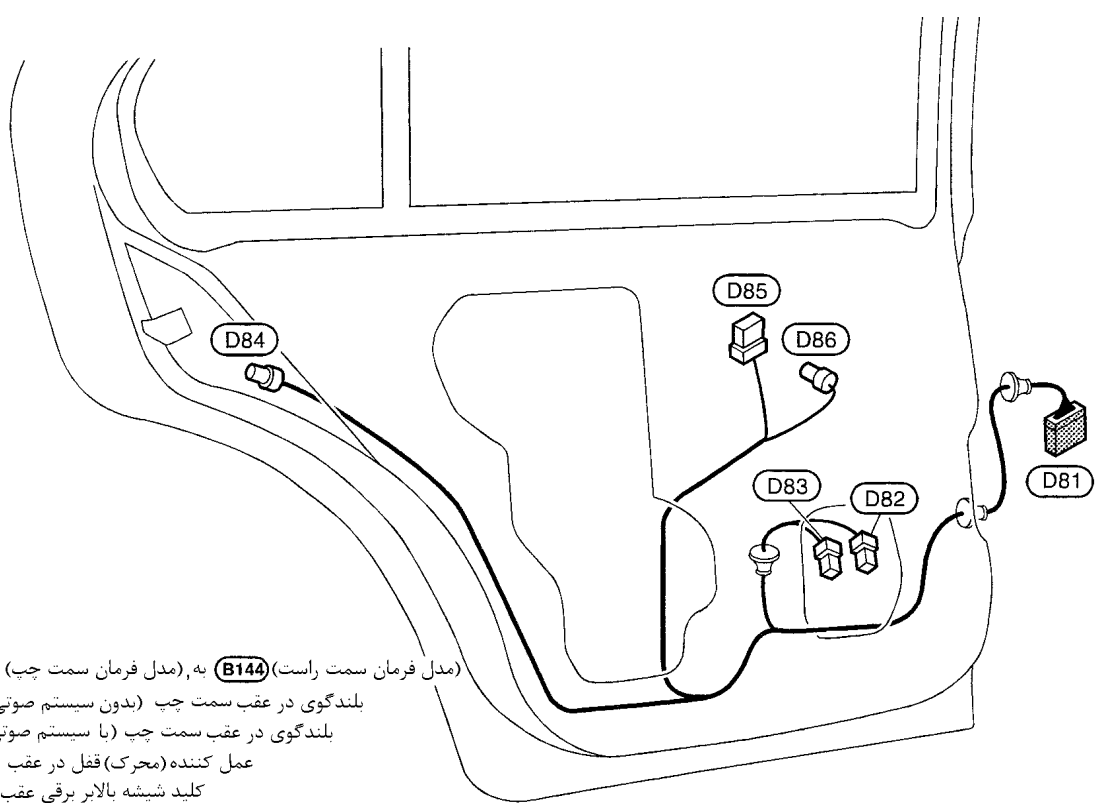 D85
D84
D86
D81
D83
D82
(مدل فرمان سمت راست) B144 به, (مدل فرمان سمت چپ)
بلندگوی در عقب سمت چپ (بدون سیستم صوتی
بلندگوی در عقب سمت چپ (با سیستم صوتی
عمل کننده (محرک) قفل در عقب
کلید شیشه بالابر برقی عقب